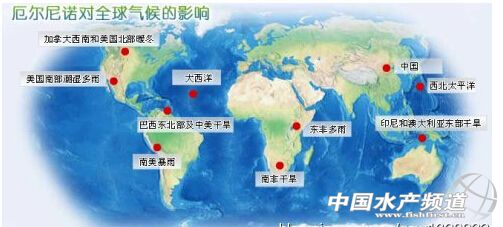 厄尔尼诺对全球气候的影响
加拿大西南和美国北部暖冬
中国
美国南部潮湿多雨
大西洋
西北太平洋
巴西东北部及中美干旱
东非多雨
印尼和澳大利亚东部干旱
南美暴雨
南非干旱
中国水产频道
www.fishfirst.cn